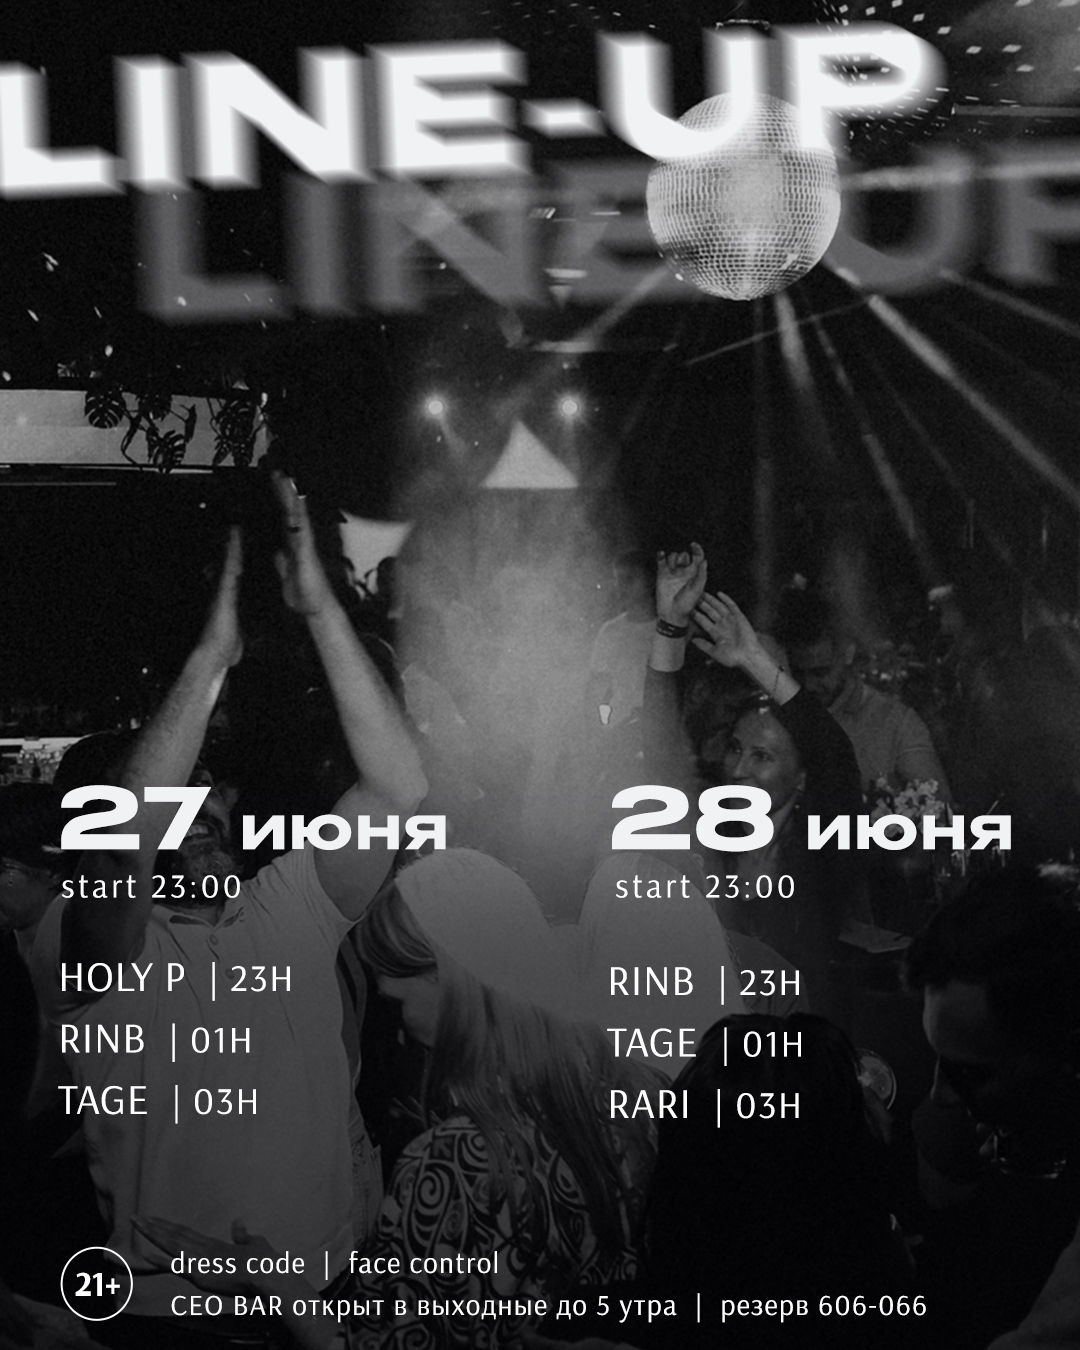 LINE-UP
LINE-UP
27 июня
start 23:00
HOLY P | 23H
RINB | 01H
TAGE | 03H
28 июня
start 23:00
RINB | 23H
TAGE | 01H
RARI | 03H
21+
dress code | face control
CEO BAR открыт в выходные до 5 утра | резерв 606-066